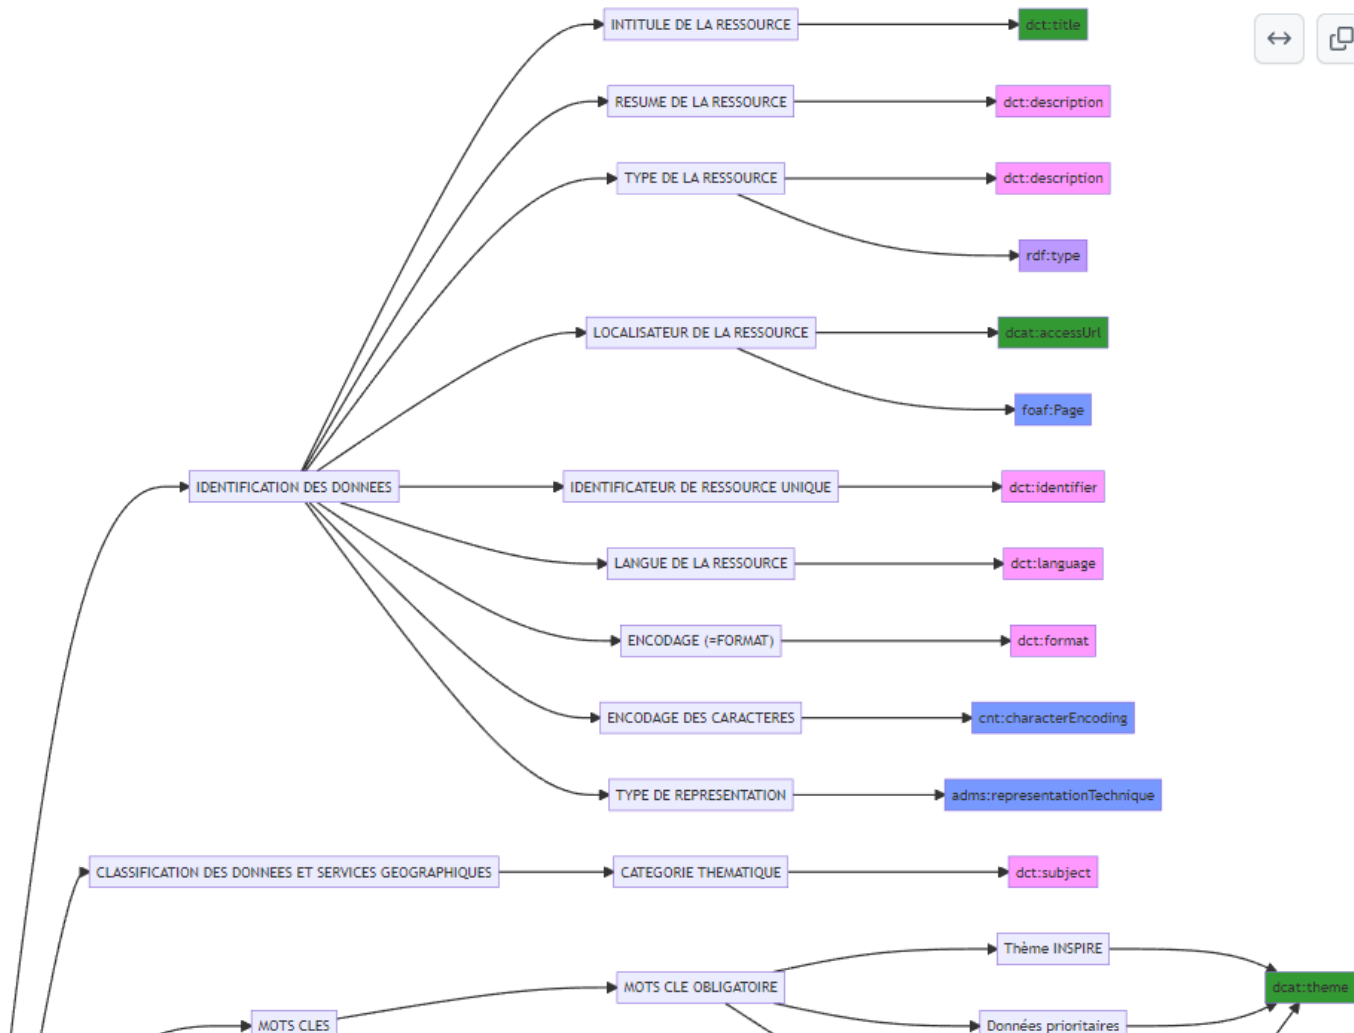 INTITULE DE LA RESSOURCE
dct:title
RESUME DE LA RESSOURCE
dct:description
TYPE DE LA RESSOURCE
dct:description
rdf:type
LOCALISATEUR DE LA RESSOURCE
dcat:accessUrl
foaf:Page
IDENTIFICATION DES DONNEES
IDENTIFICATEUR DE RESSOURCE UNIQUE
dct:identifier
LANGUE DE LA RESSOURCE
dct:language
ENCODAGE (=FORMAT)
dct:format
ENCODAGE DES CARACTERES
cnt:characterEncoding
TYPE DE REPRESENTATION
adms:representationTechnique
CLASSIFICATION DES DONNEES ET SERVICES GEOGRAPHIQUES
CATEGORIE THEMATIQUE
dct:subject
Thème INSPIRE
MOTS CLE OBLIGATOIRE
dcat:theme
MOTS CLES
Données prioritaires